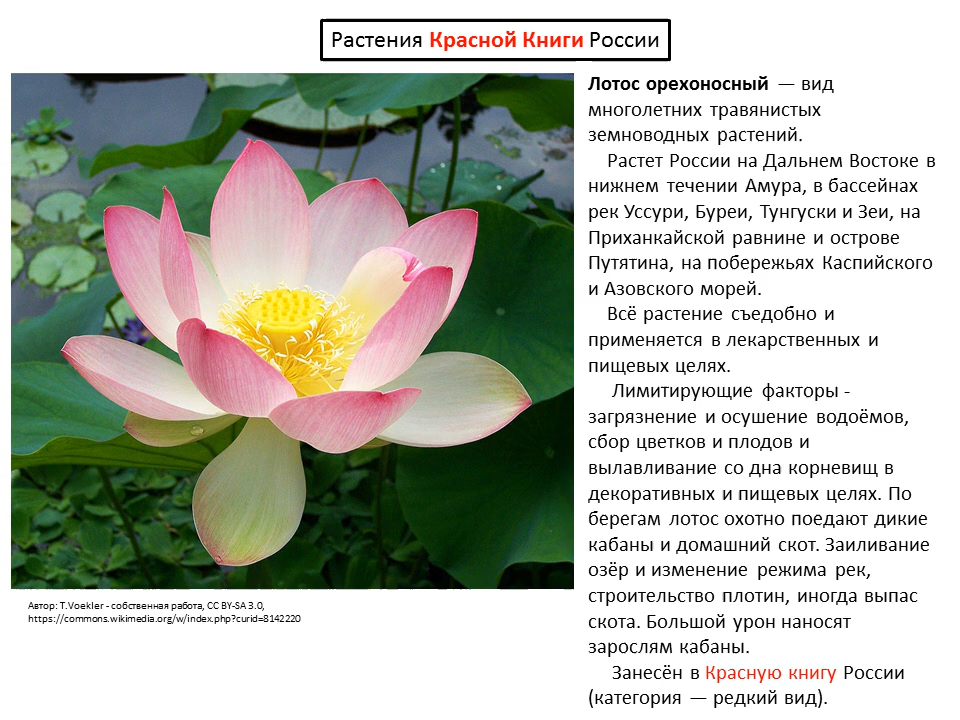 Растения Красной Книги России
Лотос орехоносный — вид
многолетних травянистых
земноводных растений.
Растет России на Дальнем Востоке в
нижнем течении Амура, в бассейнах
рек Уссури, Буреи, Тунгуски и Зеи, на
Приханкайской равнине и острове
Путятина, на побережьях Каспийского
и Азовского морей.
Всё растение съедобно и
применяется в лекарственных и
пищевых целях.
Лимитирующие факторы -
загрязнение и осушение водоёмов,
сбор цветков и плодов и
вылавливание со дна корневищ в
декоративных и пищевых целях. По
берегам лотос охотно поедают дикие
кабаны и домашний скот. Заиливание
озёр и изменение режима рек,
строительство плотин, иногда выпас
скота. Большой урон наносят
зарослям кабаны.
Занесён в Красную книгу России
(категория — редкий вид).
Автор: T.Voekler - собственная работа, CC BY-SA 3.0,
https://commons.wikimedia.org/w/index.php?curid=8142220